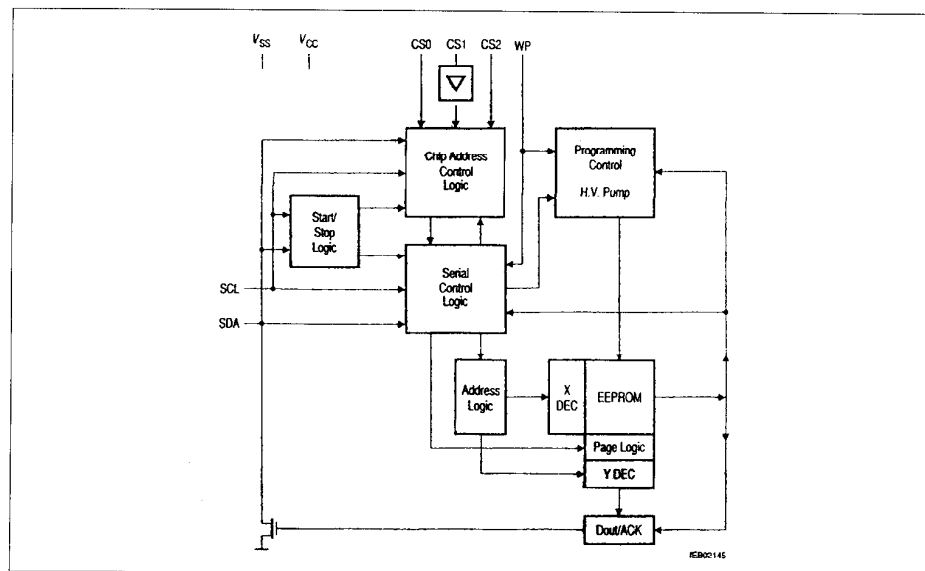 VSS VCC CS0 CS1 CS2 WP
Chip Address
Control
Logic
Programming
Control
H.V. Pump
Start/
Stop
Logic
Serial
Control
Logic
SCL
SDA
Address
Logic
X
DEC
EEPROM
Page Logic
Y DEC
Dout/ACK
IEB02145